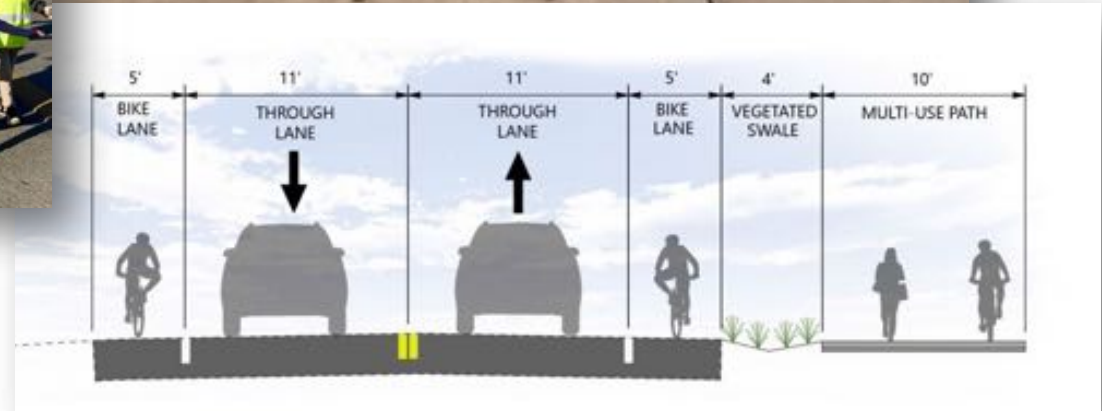 5' 11' 11' 5' 4' 10'
BIKE LANE
THROUGH LANE
THROUGH LANE
BIKE LANE
VEGETATED SWALE
MULTI-USE PATH